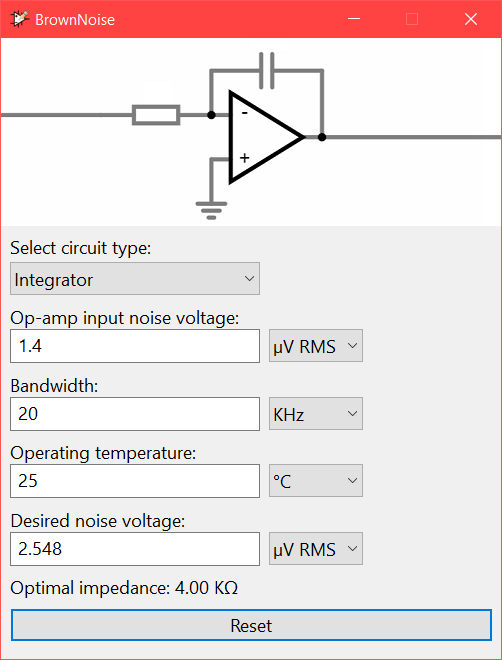 BrownNoise
-
+
Select circuit type:
Integrator
Op-amp input noise voltage:
1.4 µV RMS
Bandwidth:
20 KHz
Operating temperature:
25 °C
Desired noise voltage:
2.548 µV RMS
Optimal impedance: 4.00 KΩ
Reset